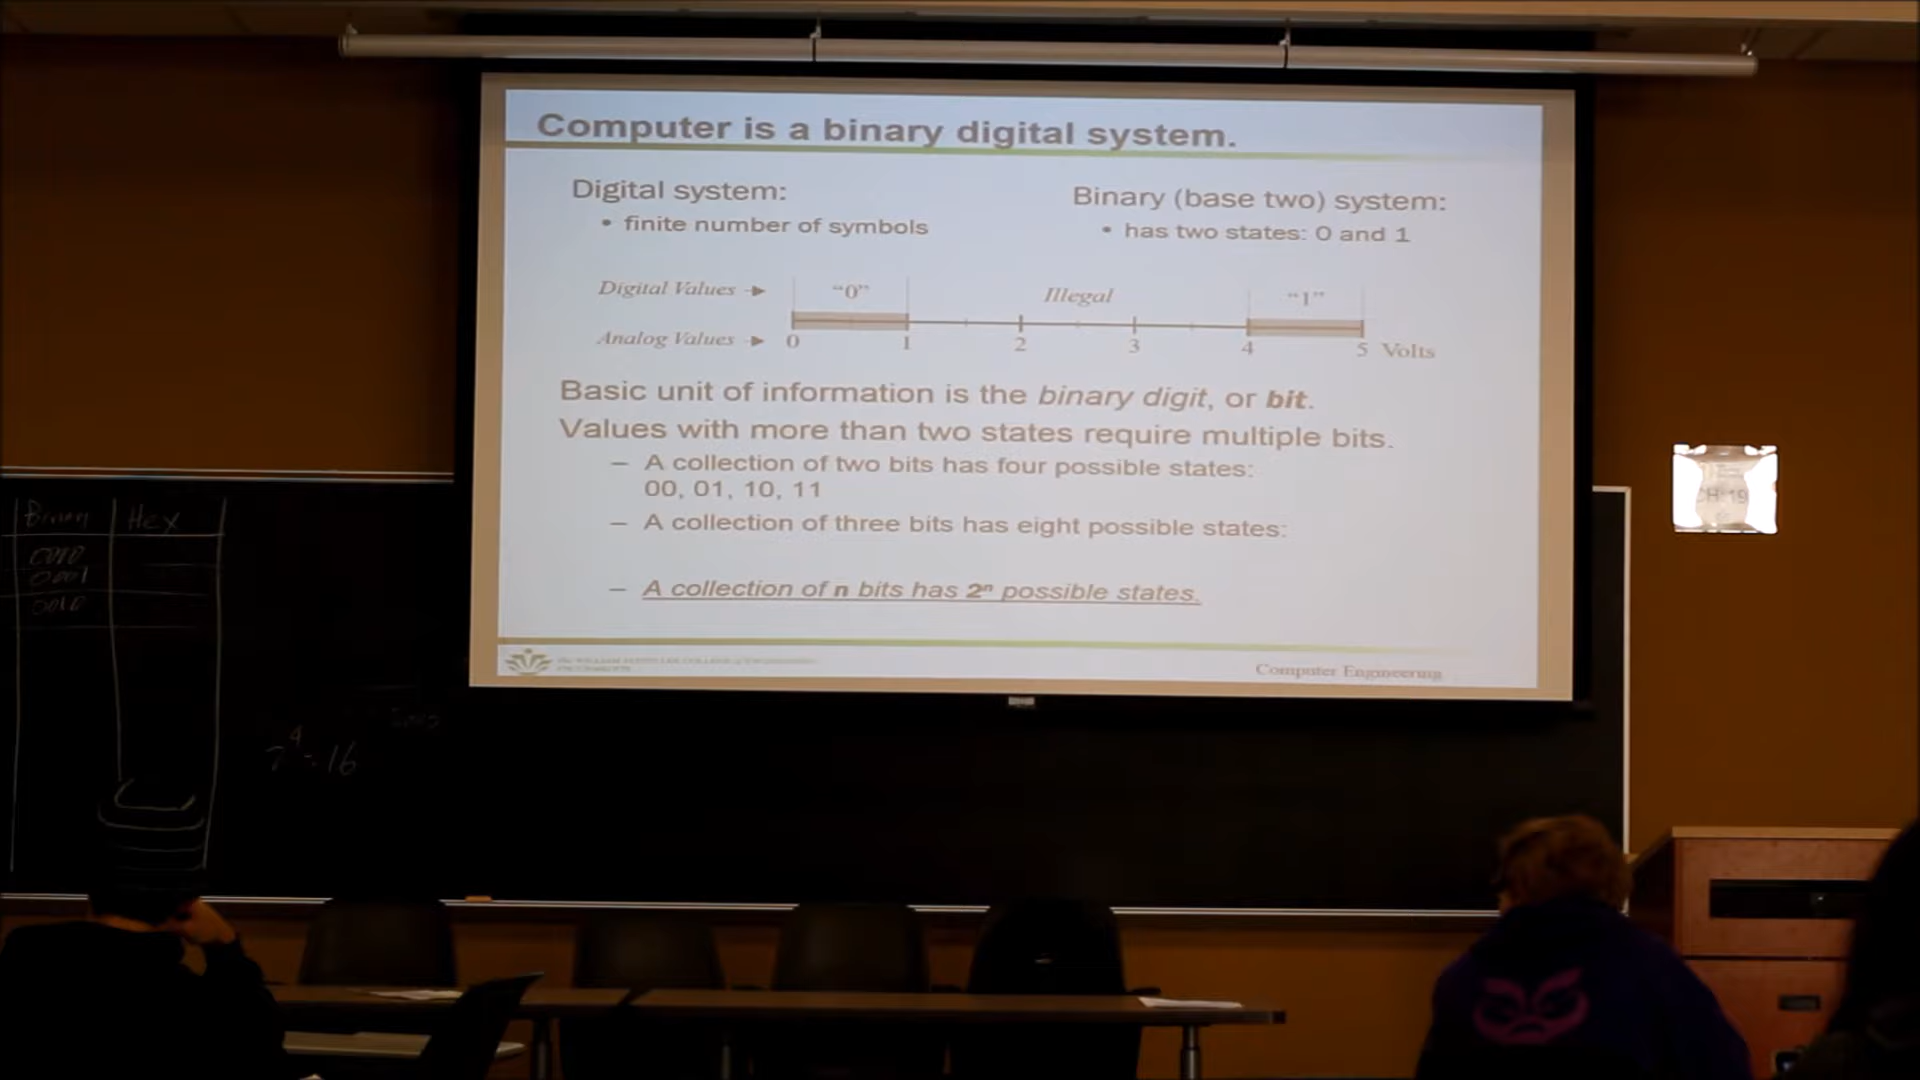 Computer is a binary digital system.
Digital system:
• finite number of symbols
Binary (base two) system:
• has two states: 0 and 1
Digital Values → "0" Illegal "1"
Analog Values → 0 1 2 3 4 5 Volts
Basic unit of information is the binary digit, or bit.
Values with more than two states require multiple bits.
– A collection of two bits has four possible states:
00, 01, 10, 11
– A collection of three bits has eight possible states:
– A collection of n bits has 2ⁿ possible states.
Computer Engineering
Binary Hex
0001
0010
2⁴ = 16